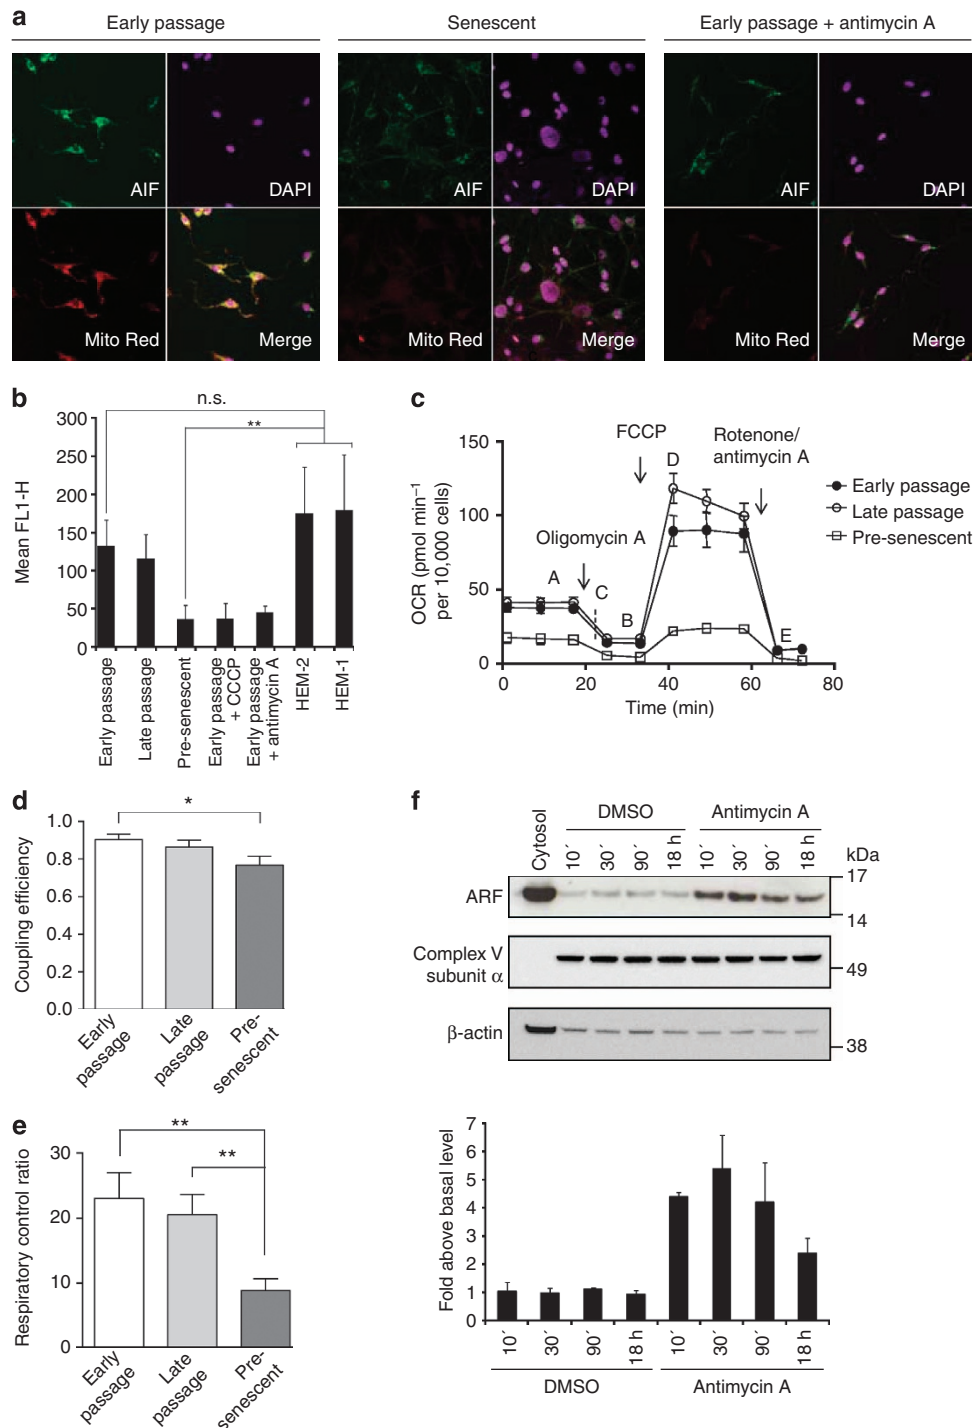 a
Early passage
Senescent
Early passage + antimycin A
AIF
DAPI
AIF
DAPI
AIF
DAPI
Mito Red
Merge
Mito Red
Merge
Mito Red
Merge
b
n.s.
**
300
250
200
150
100
50
0
Mean FL1-H
Early passage
Late passage
Pre-senescent
Early passage
+ CCCP
Early passage
+ antimycin A
HEM-2
HEM-1
c
150
100
50
0
OCR (pmol min⁻¹
per 10,000 cells)
FCCP
Rotenone/
antimycin A
Oligomycin A
A
B
C
D
E
Early passage
Late passage
Pre-senescent
0
20
40
60
80
Time (min)
d
*
1.0
0.8
0.6
0.4
0.2
0.0
Coupling efficiency
Early
passage
Late
passage
Pre-
senescent
e
**
**
30
20
10
0
Respiratory control ratio
Early
passage
Late
passage
Pre-
senescent
f
DMSO
Antimycin A
Cytosol
10′
30′
90′
18 h
10′
30′
90′
18 h
kDa
ARF
17
14
Complex V
subunit α
49
β-actin
38
7
6
5
4
3
2
1
0
Fold above basal level
10′
30′
90′
18 h
10′
30′
90′
18 h
DMSO
Antimycin A